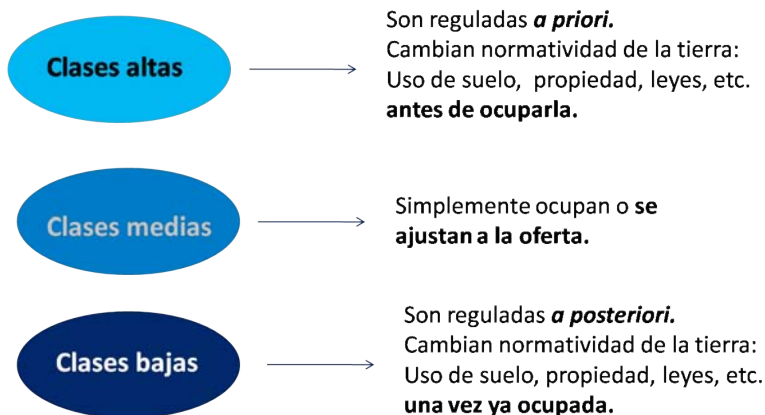 Clases altas
Son reguladas a priori.
Cambian normatividad de la tierra:
Uso de suelo, propiedad, leyes, etc.
antes de ocuparla.
Clases medias
Simplemente ocupan o se
ajustan a la oferta.
Clases bajas
Son reguladas a posteriori.
Cambian normatividad de la tierra:
Uso de suelo, propiedad, leyes, etc.
una vez ya ocupada.